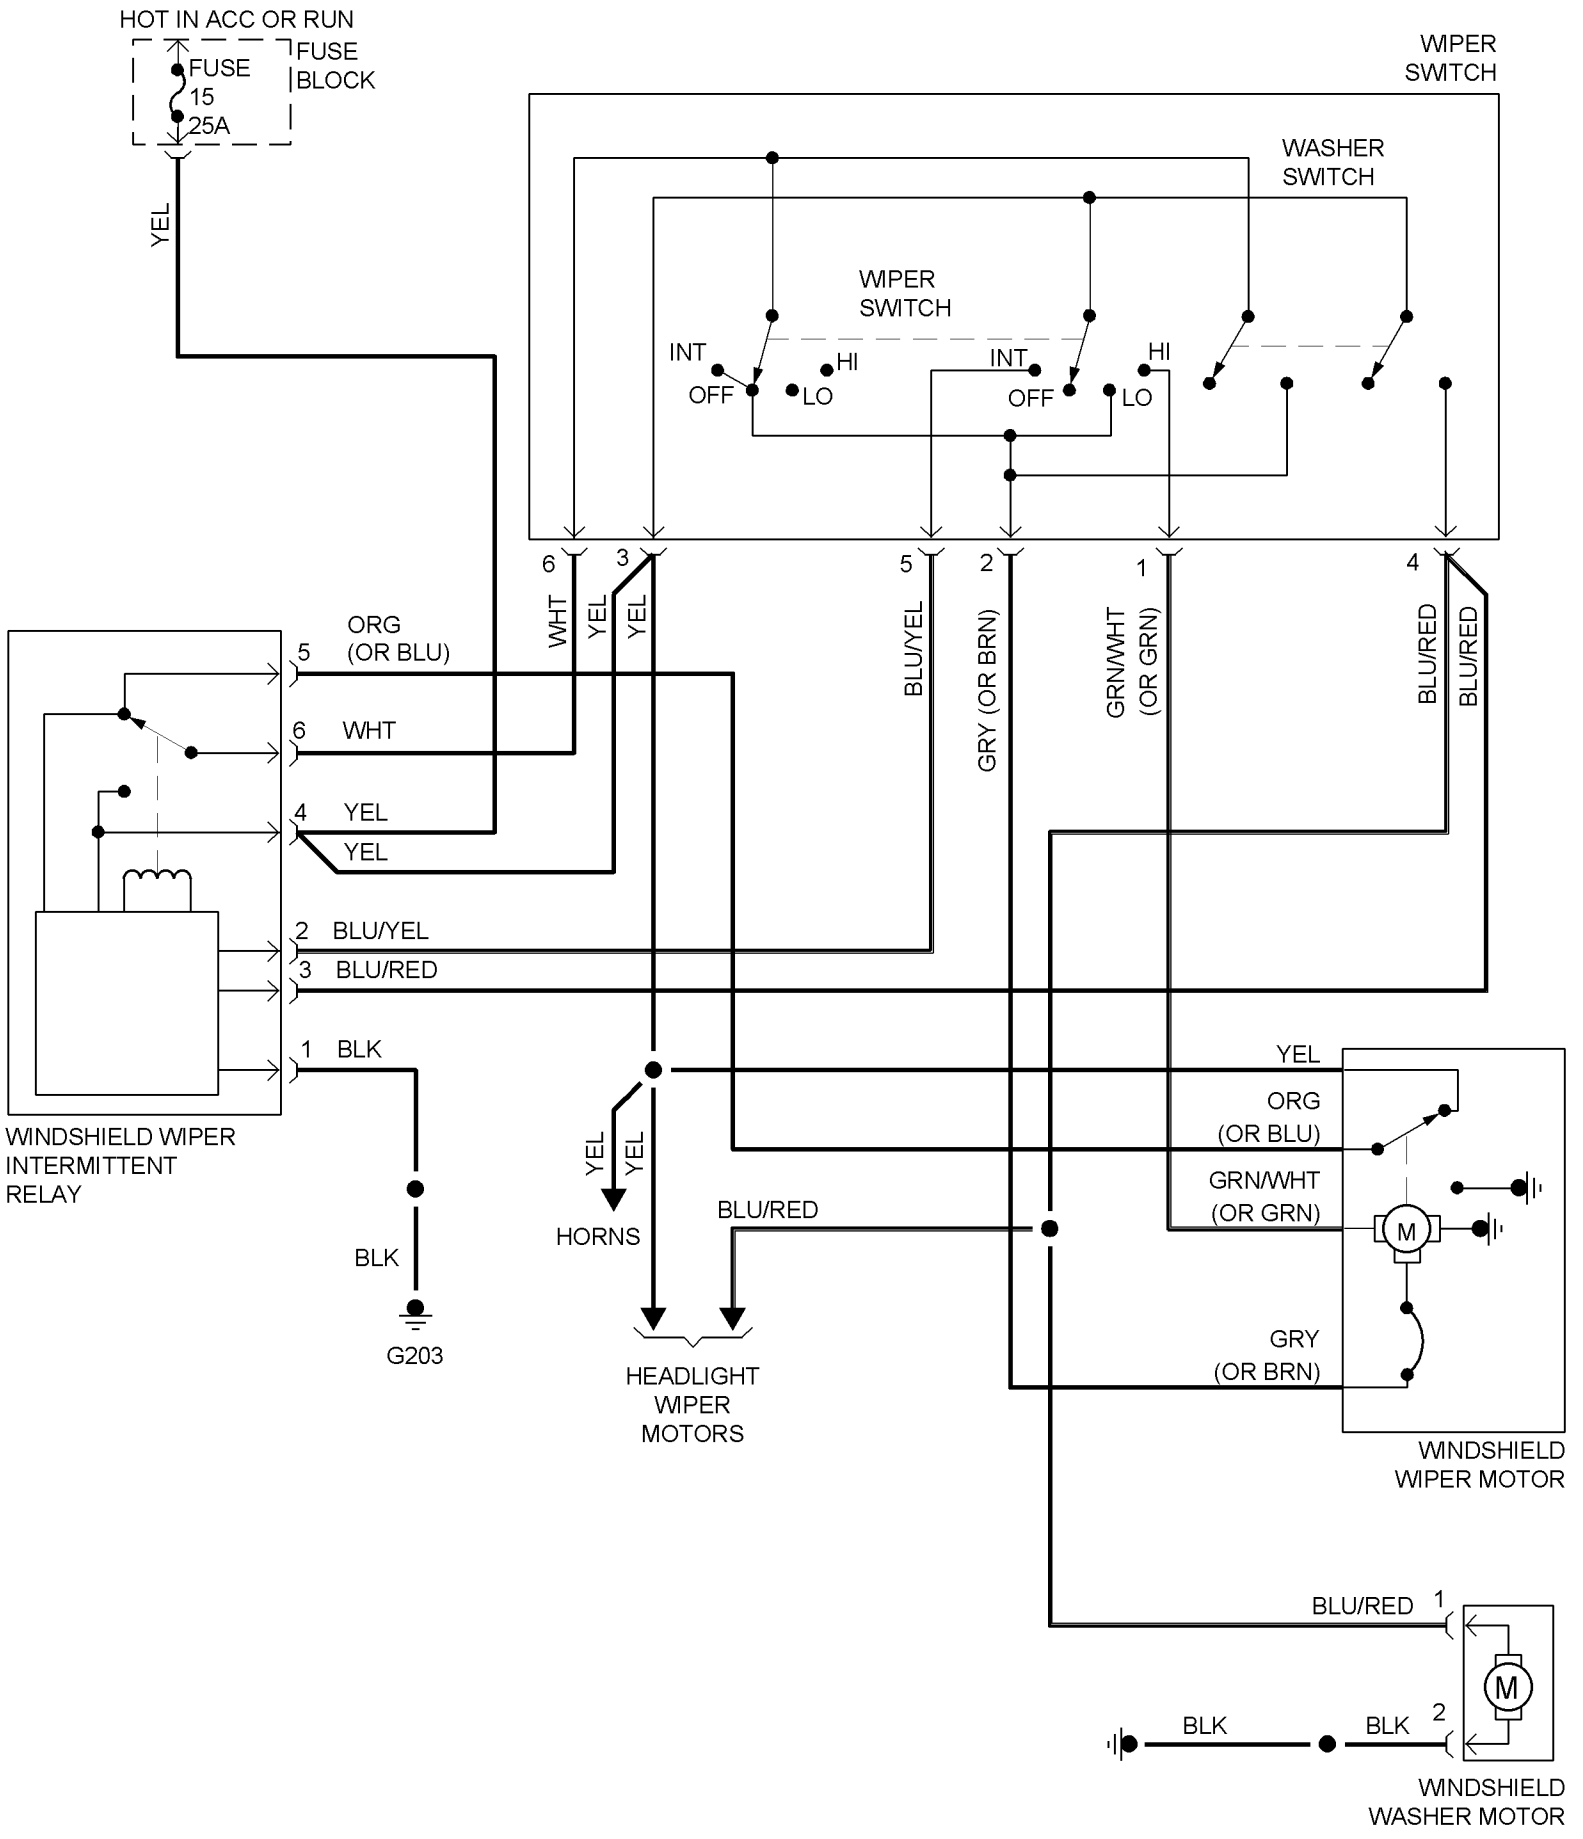 HOT IN ACC OR RUN
FUSE
BLOCK
FUSE
15
25A
YEL
WIPER
SWITCH
WASHER
SWITCH
WIPER
SWITCH
INT
OFF
LO
HI
INT
OFF
LO
HI
6
3
5
2
1
4
WHT
YEL
YEL
BLU/YEL
GRY (OR BRN)
GRN/WHT
(OR GRN)
BLU/RED
BLU/RED
5
ORG
(OR BLU)
6
WHT
4
YEL
YEL
2
BLU/YEL
3
BLU/RED
1
BLK
WINDSHIELD WIPER
INTERMITTENT
RELAY
BLK
G203
YEL
YEL
HORNS
BLU/RED
HEADLIGHT
WIPER
MOTORS
YEL
ORG
(OR BLU)
GRN/WHT
(OR GRN)
M
GRY
(OR BRN)
WINDSHIELD
WIPER MOTOR
BLU/RED
1
M
BLK
BLK
2
WINDSHIELD
WASHER MOTOR